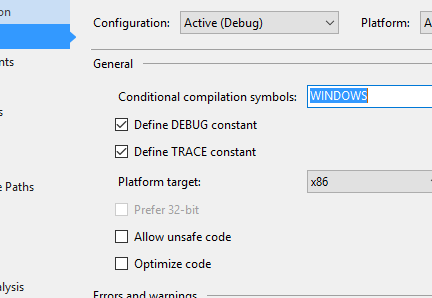 on
Configuration: Active (Debug) Platform: A
General
nts
Conditional compilation symbols: WINDOWS
s
Define DEBUG constant
Define TRACE constant
e Paths
Platform target: x86
Prefer 32-bit
Allow unsafe code
Optimize code
alysis
Errors and warnings